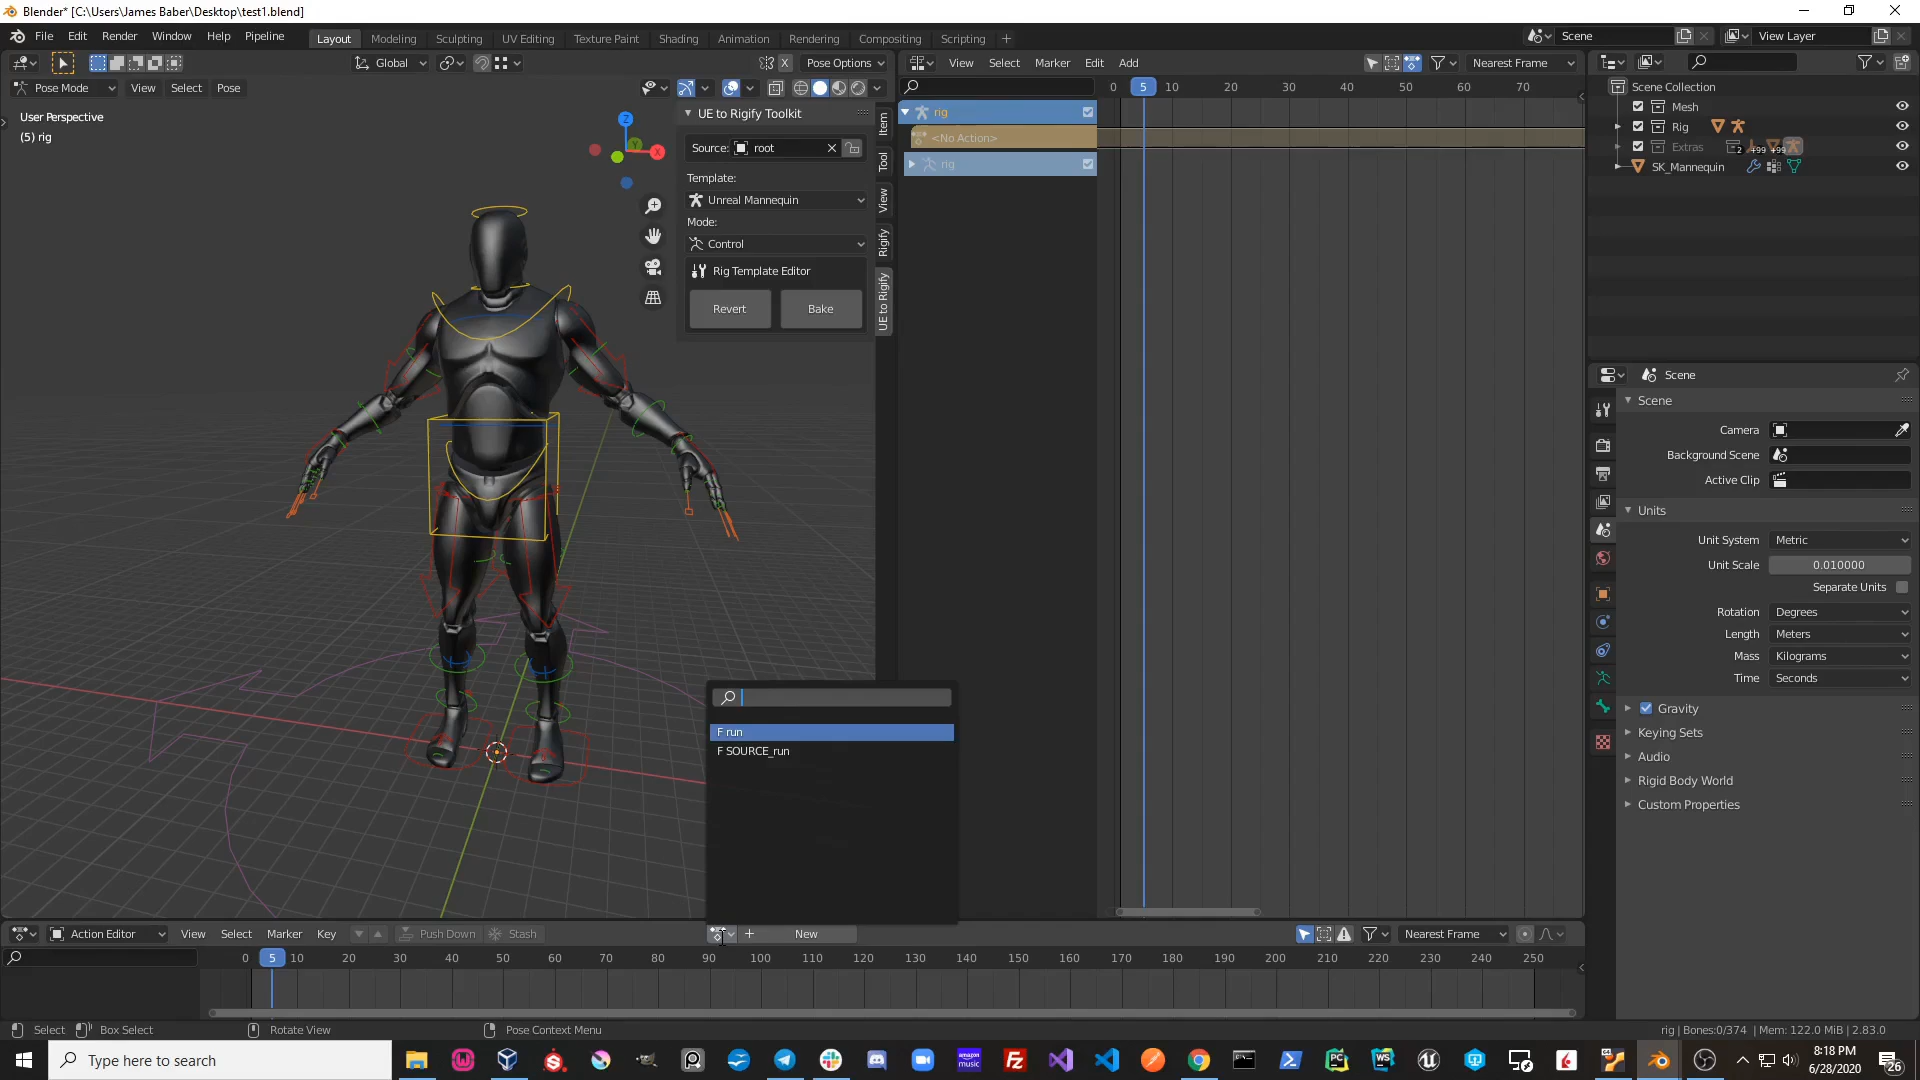 Blender* [C:\Users\James Baber\Desktop\test1.blend]
File Edit Render Window Help Pipeline
Layout Modeling Sculpting UV Editing Texture Paint Shading Animation Rendering Compositing Scripting +
Scene
View Layer
Global
Pose Options
View Select Marker Edit Add
Nearest Frame
Pose Mode View Select Pose
User Perspective
(5) rig
UE to Rigify Toolkit
Source: root
Template:
Unreal Mannequin
Mode:
Control
Rig Template Editor
Revert Bake
Item
Tool
View
Rigify
UE to Rigify
Z
Y
X
0 5 10 20 30 40 50 60 70
rig
<No Action>
rig
Scene Collection
Mesh
Rig
Extras 2 +99 +99
SK_Mannequin
Scene
Scene
Camera
Background Scene
Active Clip
Units
Unit System Metric
Unit Scale 0.010000
Separate Units
Rotation Degrees
Length Meters
Mass Kilograms
Time Seconds
Gravity
Keying Sets
Audio
Rigid Body World
Custom Properties
F run
F SOURCE_run
Action Editor View Select Marker Key Push Down Stash
New
Nearest Frame
0 5 10 20 30 40 50 60 70 80 90 100 110 120 130 140 150 160 170 180 190 200 210 220 230 240 250
Select Box Select Rotate View Pose Context Menu
rig | Bones:0/374 | Mem: 122.0 MiB | 2.83.0
Type here to search
amazon music
Fz
PC
WS
8:18 PM
6/28/2020
26